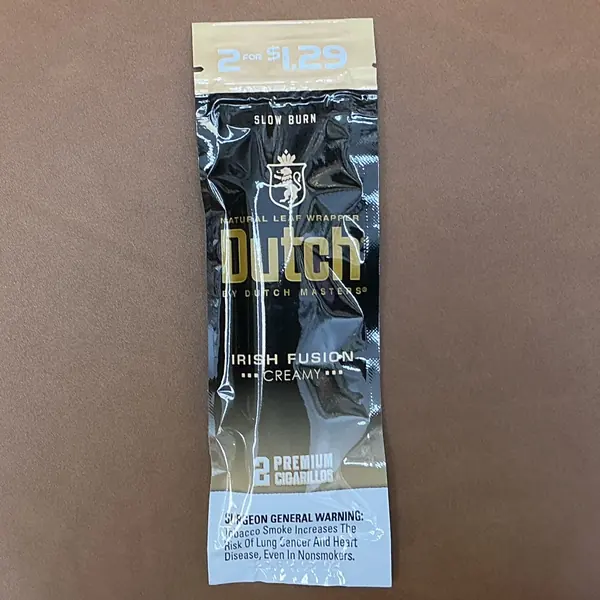 2 FOR $1.29
SLOW BURN
NATURAL LEAF WRAPPER
Dutch
BY DUTCH MASTERS®
IRISH FUSION
CREAMY
2 PREMIUM
CIGARILLOS
SURGEON GENERAL WARNING:
Tobacco Smoke Increases The
Risk Of Lung Cancer And Heart
Disease, Even In Nonsmokers.